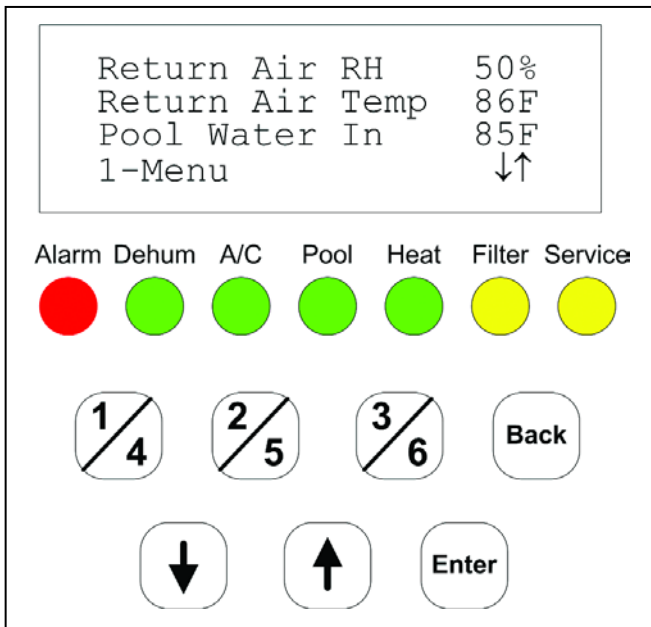 Return Air RH 50%
Return Air Temp 86F
Pool Water In 85F
1-Menu ↓↑
Alarm Dehum A/C Pool Heat Filter Service
1/4 2/5 3/6 Back
Enter